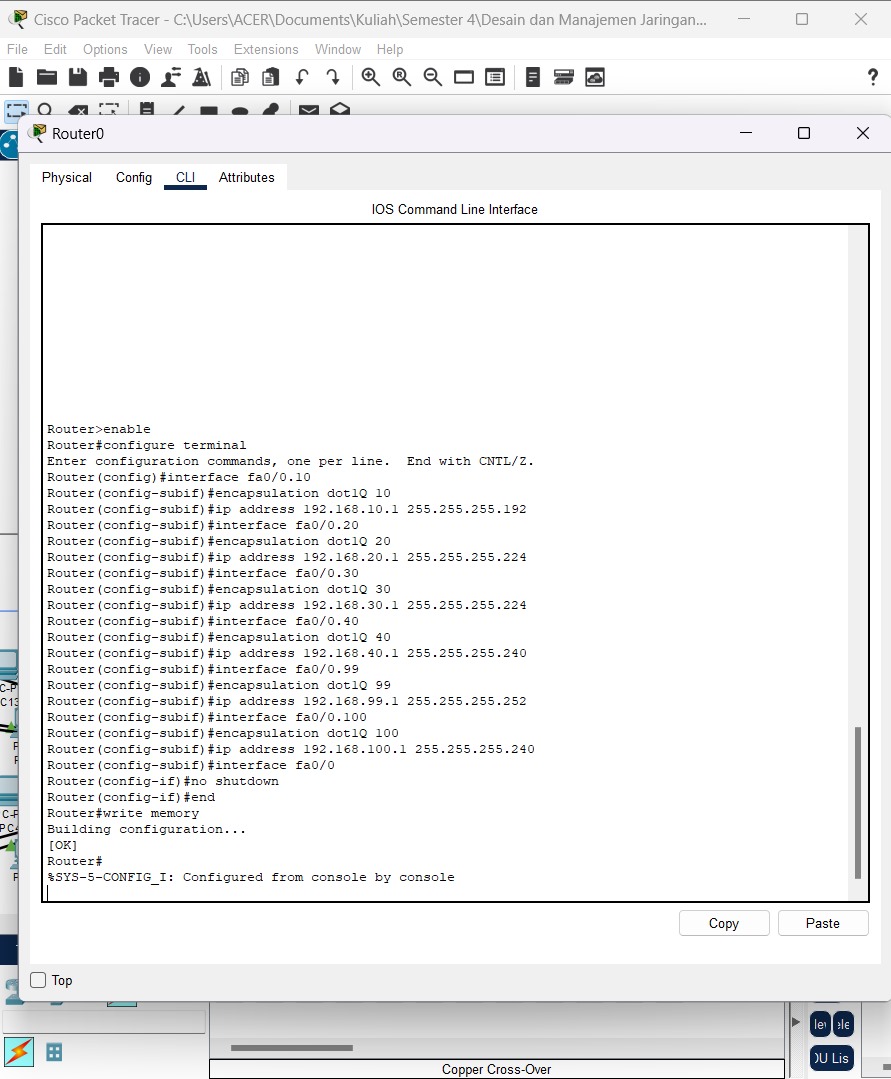 Cisco Packet Tracer - C:\Users\ACER\Documents\Kuliah\Semester 4\Desain dan Manajemen Jaringan...
File Edit Options View Tools Extensions Window Help
?
Router0
Physical Config CLI Attributes
IOS Command Line Interface
Router>enable
Router#configure terminal
Enter configuration commands, one per line.  End with CNTL/Z.
Router(config)#interface fa0/0.10
Router(config-subif)#encapsulation dot1Q 10
Router(config-subif)#ip address 192.168.10.1 255.255.255.192
Router(config-subif)#interface fa0/0.20
Router(config-subif)#encapsulation dot1Q 20
Router(config-subif)#ip address 192.168.20.1 255.255.255.224
Router(config-subif)#interface fa0/0.30
Router(config-subif)#encapsulation dot1Q 30
Router(config-subif)#ip address 192.168.30.1 255.255.255.224
Router(config-subif)#interface fa0/0.40
Router(config-subif)#encapsulation dot1Q 40
Router(config-subif)#ip address 192.168.40.1 255.255.255.240
Router(config-subif)#interface fa0/0.99
Router(config-subif)#encapsulation dot1Q 99
Router(config-subif)#ip address 192.168.99.1 255.255.255.252
Router(config-subif)#interface fa0/0.100
Router(config-subif)#encapsulation dot1Q 100
Router(config-subif)#ip address 192.168.100.1 255.255.255.240
Router(config-subif)#interface fa0/0
Router(config-if)#no shutdown
Router(config-if)#end
Router#write memory
Building configuration...
[OK]
Router#
%SYS-5-CONFIG_I: Configured from console by console
Copy Paste
Top
Copper Cross-Over